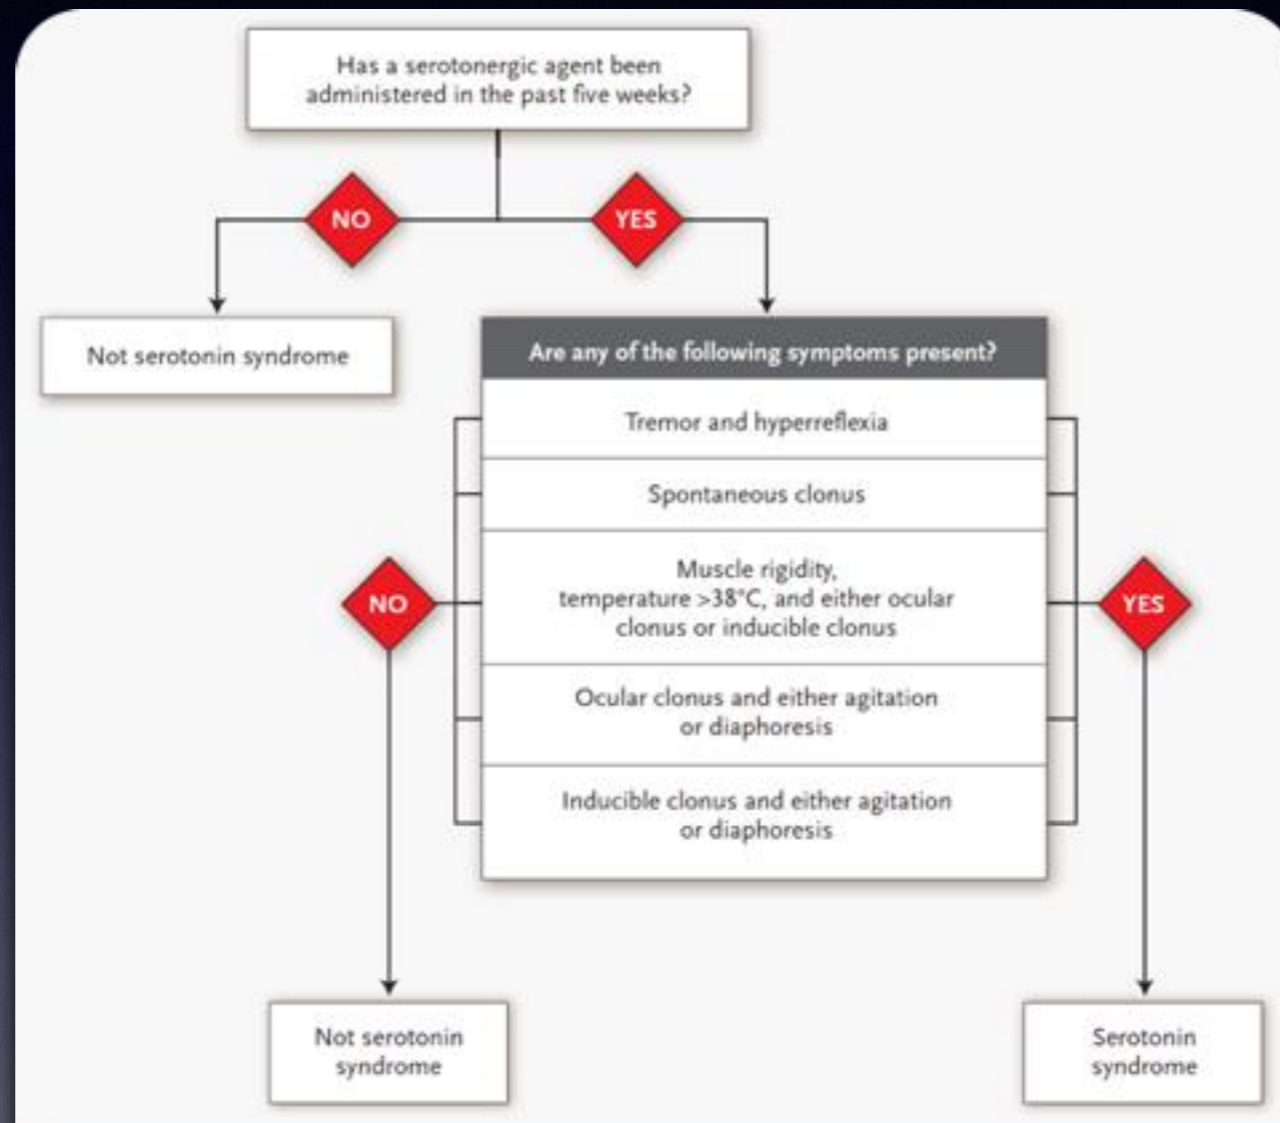 Has a serotonergic agent been
administered in the past five weeks?
NO
YES
Not serotonin syndrome
Are any of the following symptoms present?
Tremor and hyperreflexia
Spontaneous clonus
Muscle rigidity,
temperature >38°C, and either ocular
clonus or inducible clonus
NO
YES
Ocular clonus and either agitation
or diaphoresis
Inducible clonus and either agitation
or diaphoresis
Not serotonin
syndrome
Serotonin
syndrome